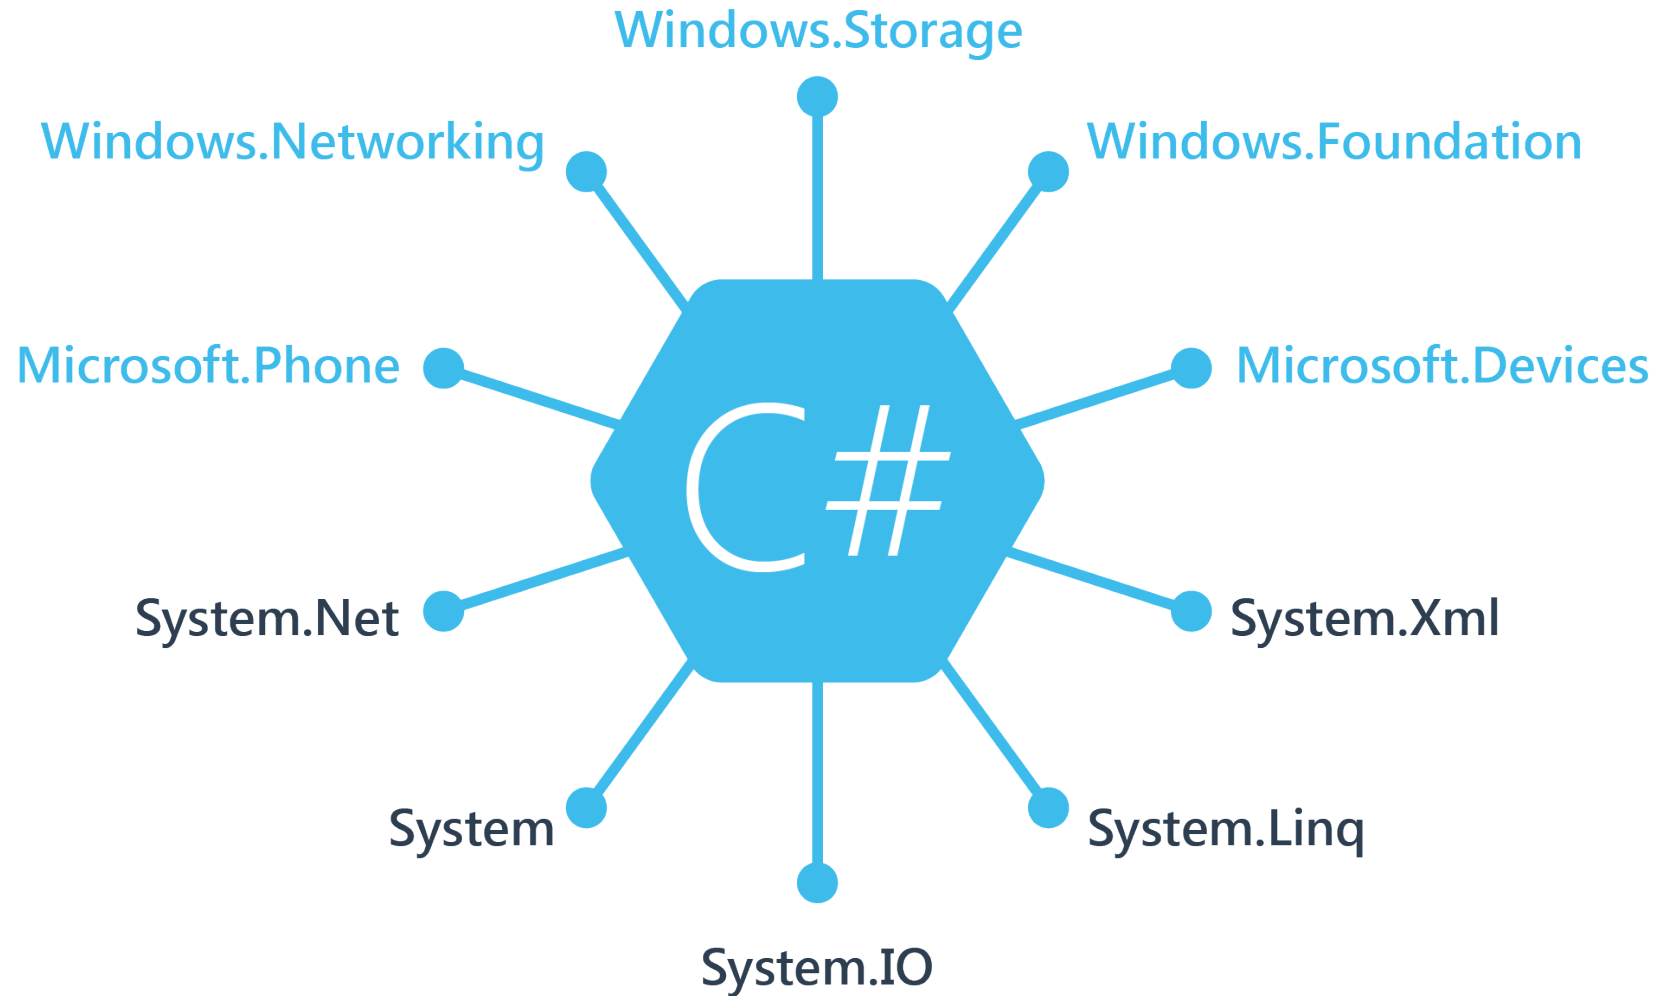 Windows.Storage
Windows.Networking
Windows.Foundation
Microsoft.Phone
Microsoft.Devices
C#
System.Net
System.Xml
System
System.Linq
System.IO